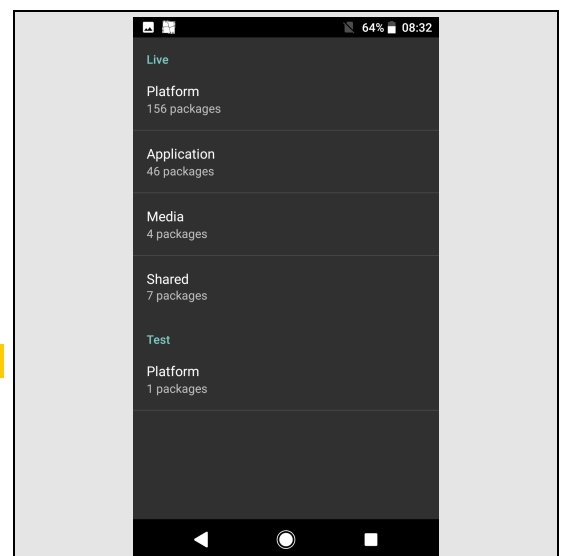 64% 08:32
Live
Platform
156 packages
Application
46 packages
Media
4 packages
Shared
7 packages
Test
Platform
1 packages